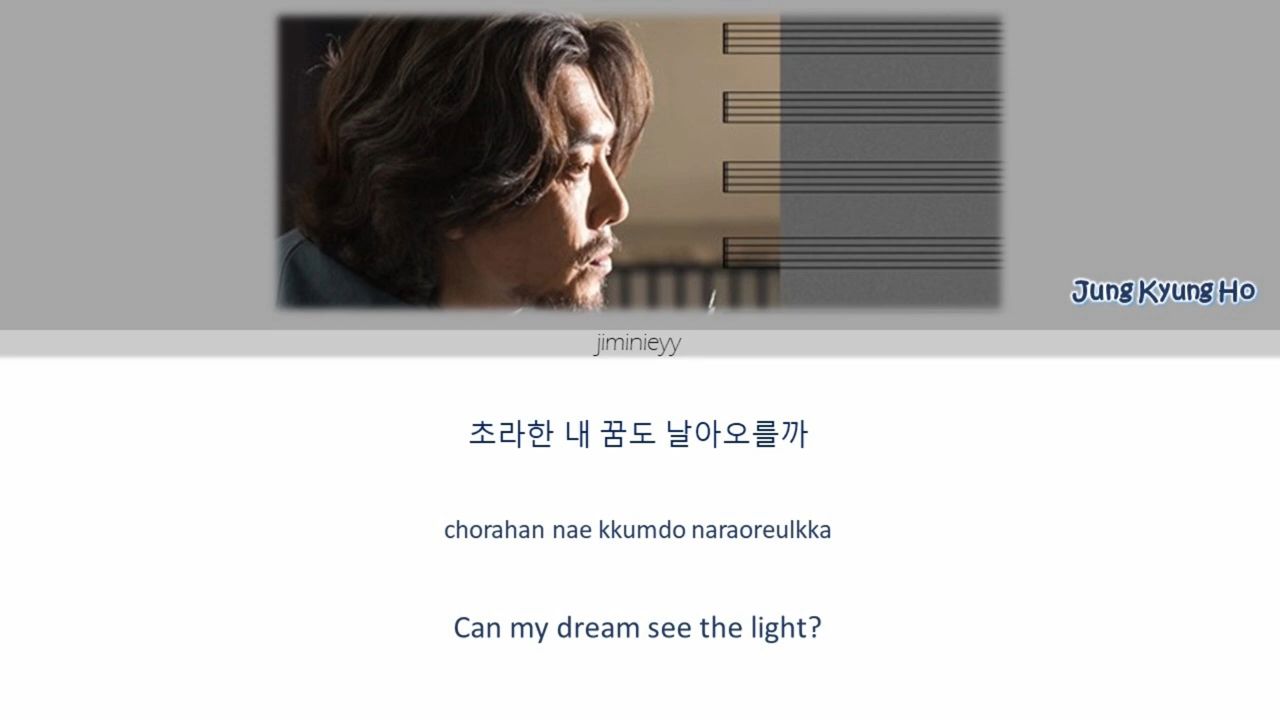 Jung Kyung Ho
jiminieyy
초라한 내 꿈도 날아오를까
chorahan nae kkumdo naraoreulkka
Can my dream see the light?